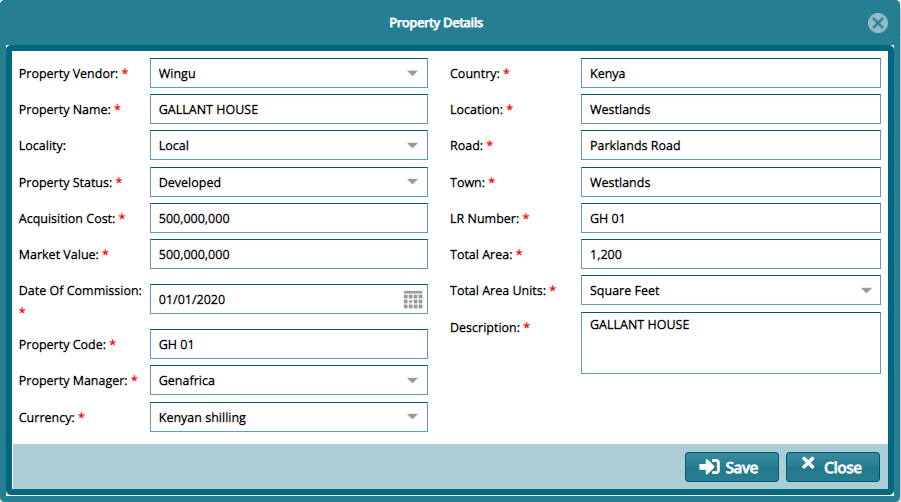 Property Details
Property Vendor: * Wingu
Property Name: * GALLANT HOUSE
Locality: Local
Property Status: * Developed
Acquisition Cost: * 500,000,000
Market Value: * 500,000,000
Date Of Commission: * 01/01/2020
Property Code: * GH 01
Property Manager: * Genafrica
Currency: * Kenyan shilling
Country: * Kenya
Location: * Westlands
Road: * Parklands Road
Town: * Westlands
LR Number: * GH 01
Total Area: * 1,200
Total Area Units: * Square Feet
Description: * GALLANT HOUSE
Save
Close